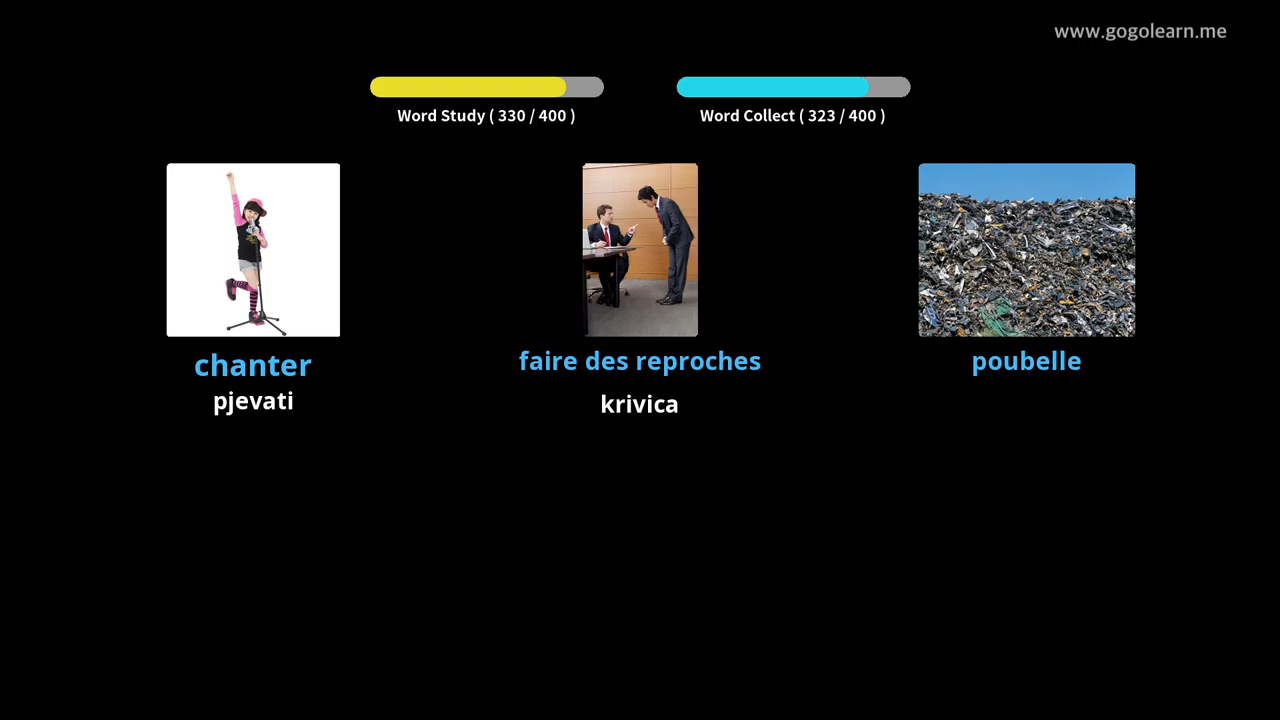 www.gogolearn.me
Word Study ( 330 / 400 )
Word Collect ( 323 / 400 )
chanter
pjevati
faire des reproches
krivica
poubelle